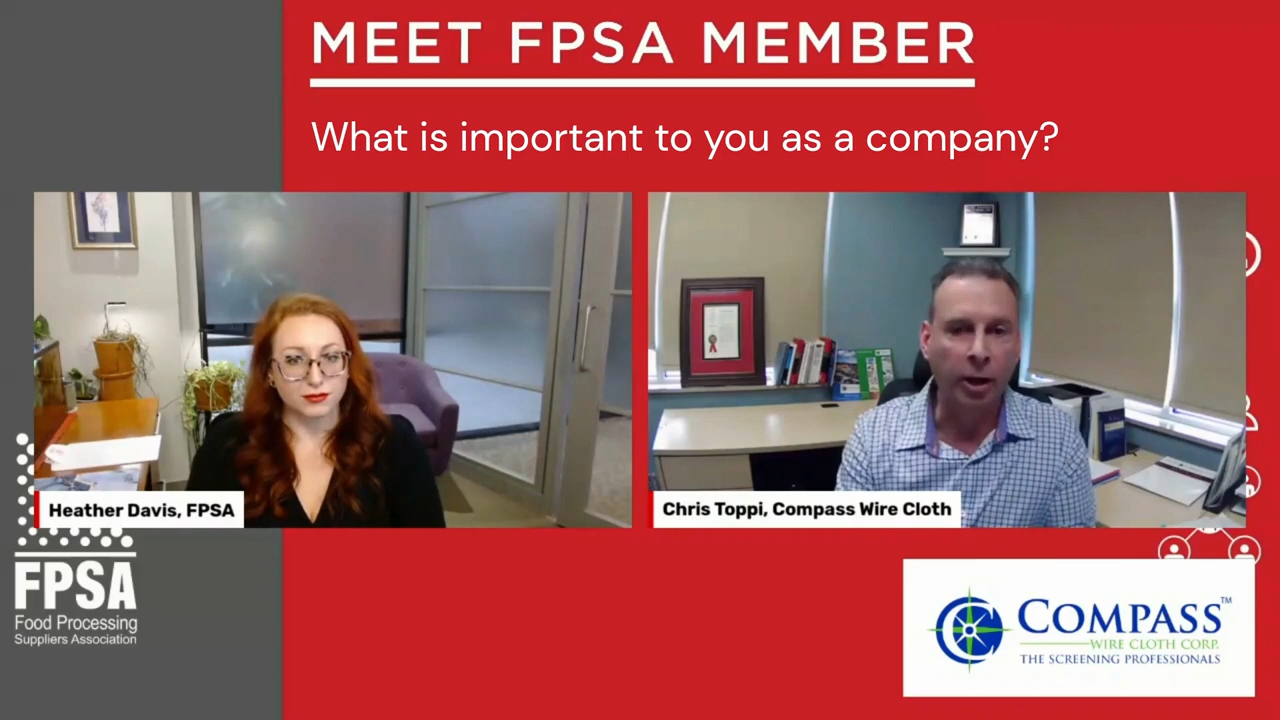 MEET FPSA MEMBER
What is important to you as a company?
Heather Davis, FPSA
Chris Toppi, Compass Wire Cloth
FPSA
Food Processing
Suppliers Association
COMPASS™
WIRE CLOTH CORP.
THE SCREENING PROFESSIONALS